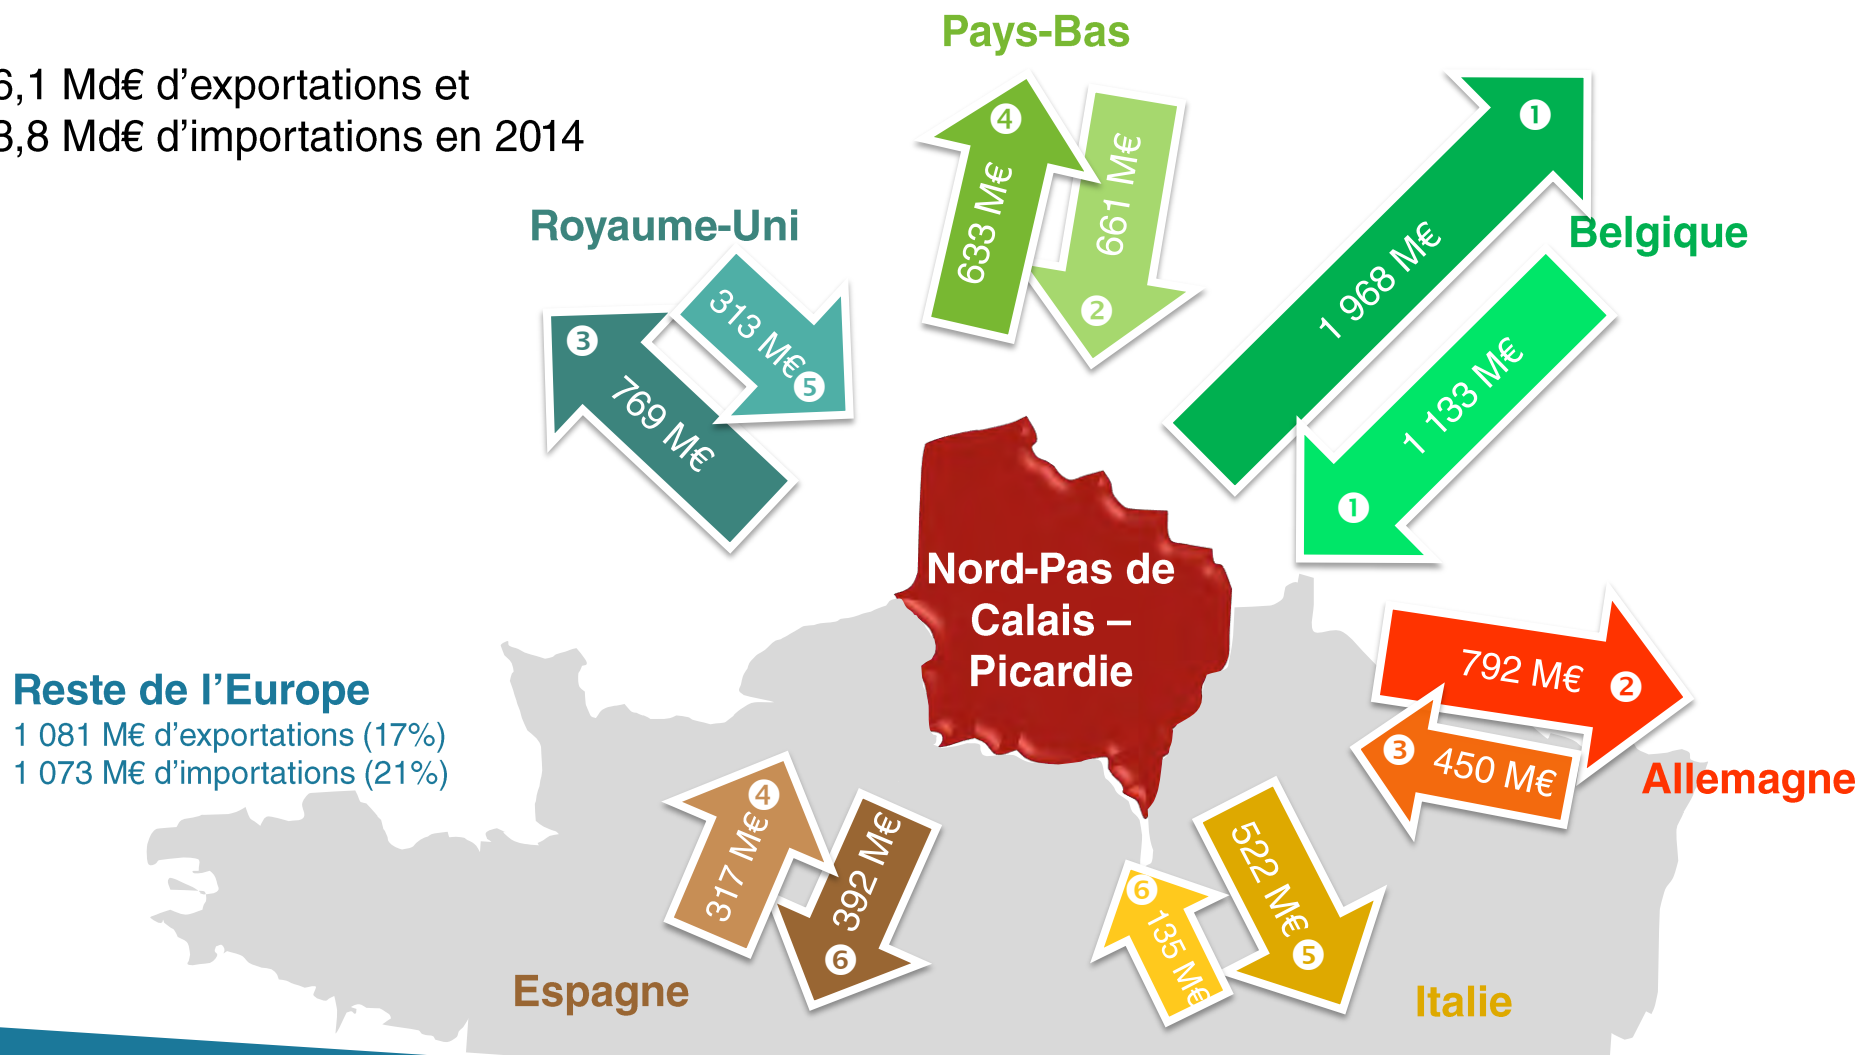 6,1 Md€ d’exportations et
3,8 Md€ d’importations en 2014
Pays-Bas
4
633 M€
661 M€
2
1
1 968 M€
Belgique
1 133 M€
1
Royaume-Uni
313 M€
5
3
769 M€
Nord-Pas de
Calais –
Picardie
792 M€ 2
3 450 M€
Allemagne
Reste de l’Europe
1 081 M€ d’exportations (17%)
1 073 M€ d’importations (21%)
4
317 M€
392 M€
6
Espagne
6
135 M€
522 M€
5
Italie